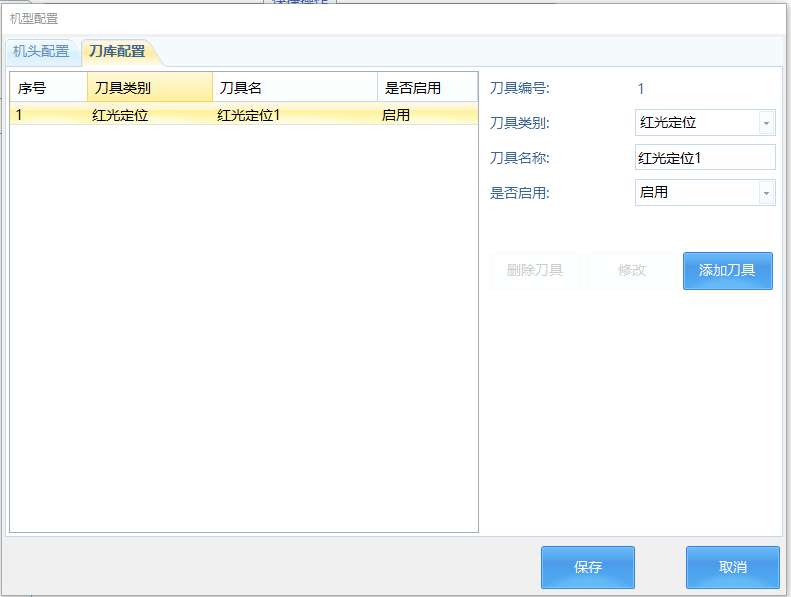 机型配置
机头配置 刀库配置
序号 刀具类别 刀具名 是否启用
1 红光定位 红光定位1 启用
刀具编号: 1
刀具类别: 红光定位
刀具名称: 红光定位1
是否启用: 启用
删除刀具 修改 添加刀具
保存 取消